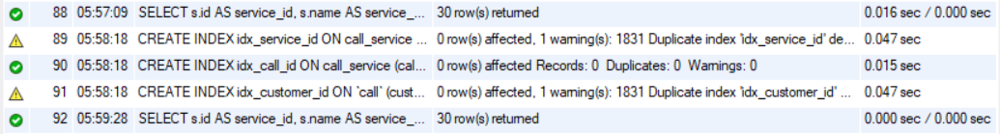 88 05:57:09 SELECT s.id AS service_id, s.name AS service_... 30 row(s) returned 0.016 sec / 0.000 sec
89 05:58:18 CREATE INDEX idx_service_id ON call_service ... 0 row(s) affected, 1 warning(s): 1831 Duplicate index 'idx_service_id' de... 0.047 sec
90 05:58:18 CREATE INDEX idx_call_id ON call_service (cal... 0 row(s) affected Records: 0 Duplicates: 0 Warnings: 0 0.015 sec
91 05:58:18 CREATE INDEX idx_customer_id ON `call` (cust... 0 row(s) affected, 1 warning(s): 1831 Duplicate index 'idx_customer_id' ... 0.047 sec
92 05:59:28 SELECT s.id AS service_id, s.name AS service_... 30 row(s) returned 0.000 sec / 0.000 sec